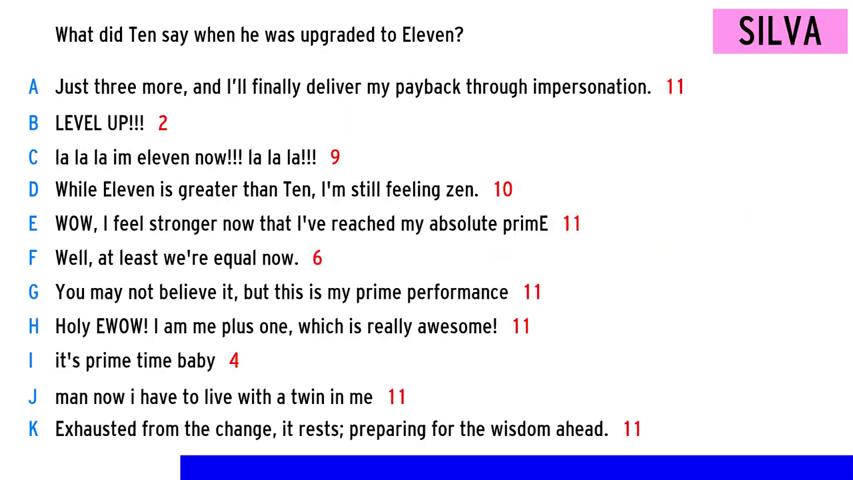 What did Ten say when he was upgraded to Eleven?
SILVA
A Just three more, and I'll finally deliver my payback through impersonation. 11
B LEVEL UP!!! 2
C la la la im eleven now!!! la la la!!! 9
D While Eleven is greater than Ten, I'm still feeling zen. 10
E WOW, I feel stronger now that I've reached my absolute primE 11
F Well, at least we're equal now. 6
G You may not believe it, but this is my prime performance 11
H Holy EWOW! I am me plus one, which is really awesome! 11
I it's prime time baby 4
J man now i have to live with a twin in me 11
K Exhausted from the change, it rests; preparing for the wisdom ahead. 11